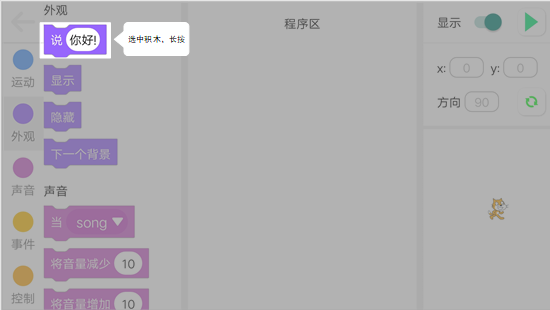 外观
说 你好!
选中积木，长按
显示
隐藏
下一个背景
声音
当 song
将音量减少 10
将音量增加 10
运动
外观
声音
事件
控制
程序区
显示
x: 0 y: 0
方向 90